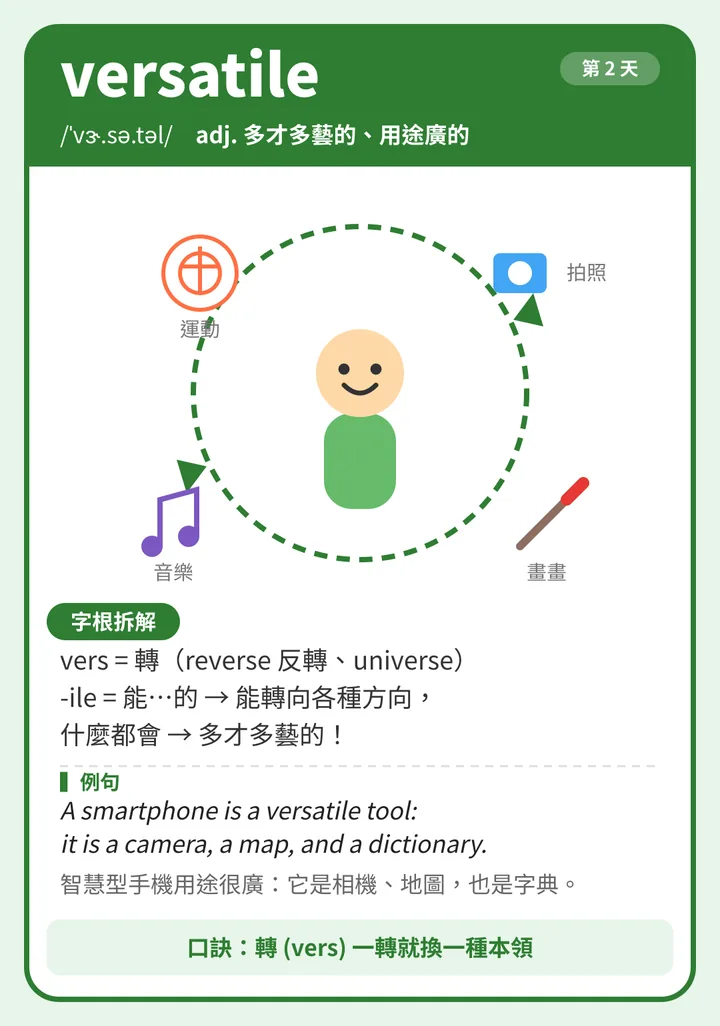 versatile
第 2 天
/ˈvɝ.sə.təl/ adj. 多才多藝的、用途廣的
運動
拍照
音樂
畫畫
字根拆解
vers = 轉（reverse 反轉、universe）
-ile = 能⋯的 → 能轉向各種方向，
什麼都會 → 多才多藝的！
例句
A smartphone is a versatile tool:
it is a camera, a map, and a dictionary.
智慧型手機用途很廣：它是相機、地圖，也是字典。
口訣：轉 (vers) 一轉就換一種本領